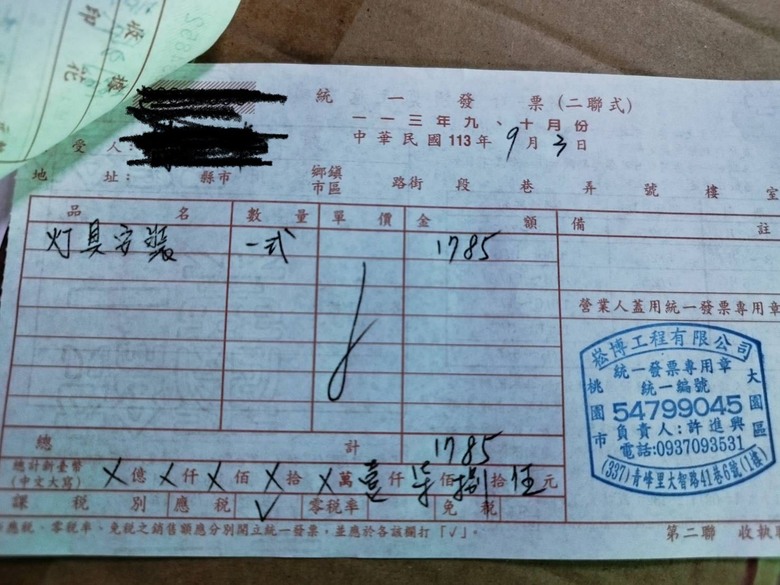 收
印 花
統一發票(二聯式)
一一三年九、十月份
中華民國113年9月3日
受 人
地址: 縣市 鄉鎮市區 路街 段 巷 弄 號 樓 室
品名 數量 單價 金額 備註
灯具安裝 一式 1785
營業人蓋用統一發票專用章
崧博工程有限公司
統一發票專用章
統一編號
54799045
負責人:許進興
電話:0937093531
(337)青峰里大智路41巷6號(1樓)
桃園市
大園區
總計 1785
總計新臺幣(中文大寫) X億X仟X佰X拾X萬壹仟柒佰捌拾伍元
課稅別 應稅 V 零稅率 免稅
應稅、零稅率、免稅之銷售額應分別開立統一發票,並應於各該欄打「√」。
第二聯 收執聯